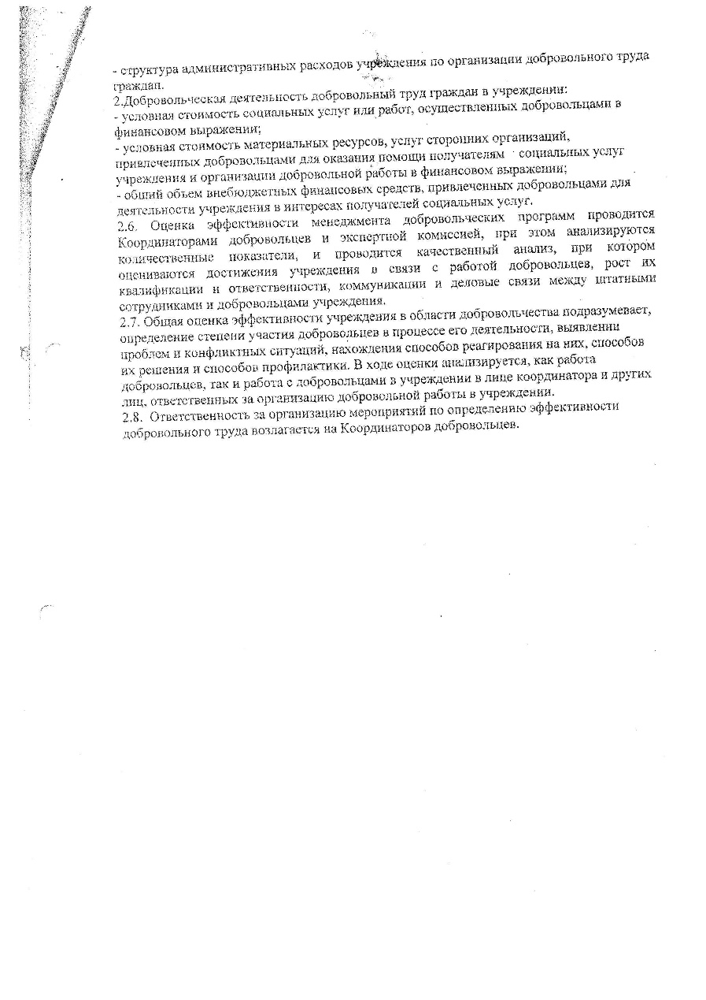 - структура административных расходов учреждения по организации добровольного труда
граждан.
2.Добровольческая деятельность добровольный труд граждан в учреждении:
- условная стоимость социальных услуг или работ, осуществленных добровольцами в
финансовом выражении;
- условная стоимость материальных ресурсов, услуг сторонних организаций,
привлеченных добровольцами для оказания помощи получателям социальных услуг
учреждения и организации добровольной работы в финансовом выражении;
- общий объем внебюджетных финансовых средств, привлеченных добровольцами для
деятельности учреждения в интересах получателей социальных услуг.
2.6. Оценка эффективности менеджмента добровольческих программ проводится
Координаторами добровольцев и экспертной комиссией, при этом анализируются
количественные показатели, и проводится качественный анализ, при котором
оцениваются достижения учреждения в связи с работой добровольцев, рост их
квалификации и ответственности, коммуникации и деловые связи между штатными
сотрудниками и добровольцами учреждения.
2.7. Общая оценка эффективности учреждения в области добровольчества подразумевает,
определение степени участия добровольцев в процессе его деятельности, выявлении
проблем и конфликтных ситуаций, нахождения способов реагирования на них, способов
их решения и способов профилактики. В ходе оценки анализируется, как работа
добровольцев, так и работа с добровольцами в учреждении в лице координатора и других
лиц, ответственных за организацию добровольной работы в учреждении.
2.8. Ответственность за организацию мероприятий по определению эффективности
добровольного труда возлагается на Координаторов добровольцев.